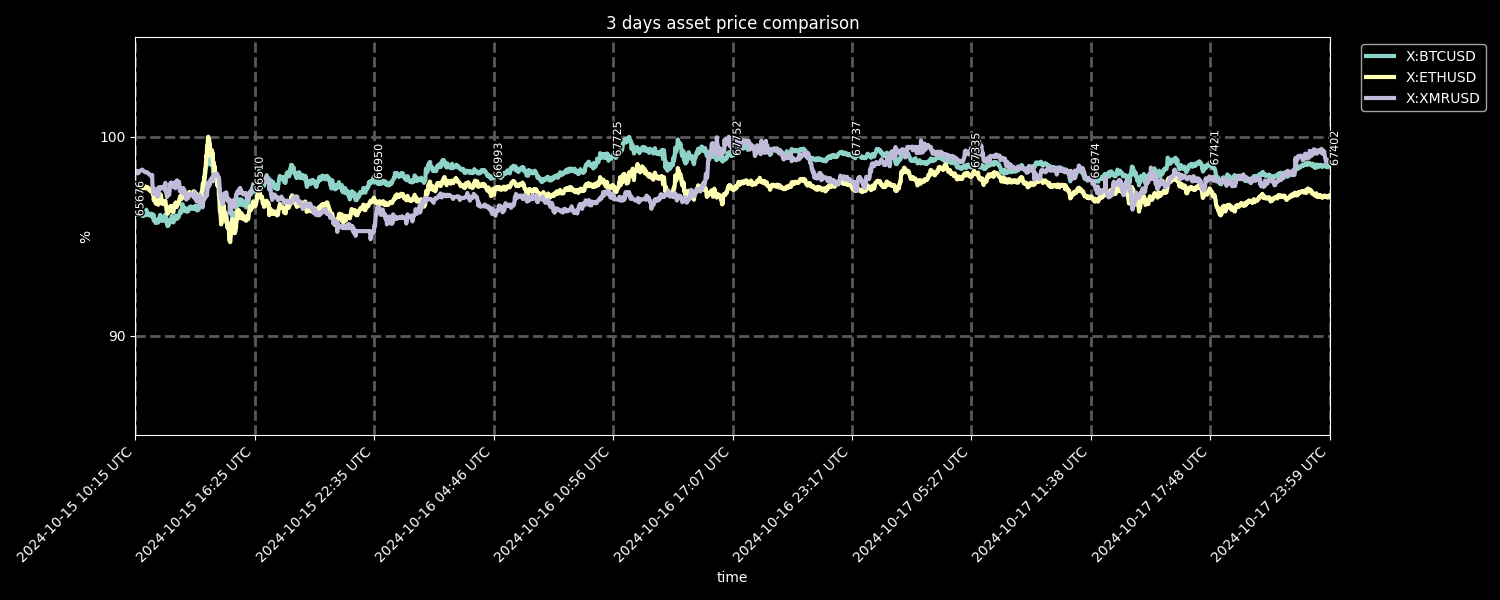 3 days asset price comparison
X:BTCUSD
X:ETHUSD
X:XMRUSD
100
90
%
65676
66510
66950
66993
67725
67752
67737
67335
66974
67421
67402
2024-10-15 10:15 UTC
2024-10-15 16:25 UTC
2024-10-15 22:35 UTC
2024-10-16 04:46 UTC
2024-10-16 10:56 UTC
2024-10-16 17:07 UTC
2024-10-16 23:17 UTC
2024-10-17 05:27 UTC
2024-10-17 11:38 UTC
2024-10-17 17:48 UTC
2024-10-17 23:59 UTC
time